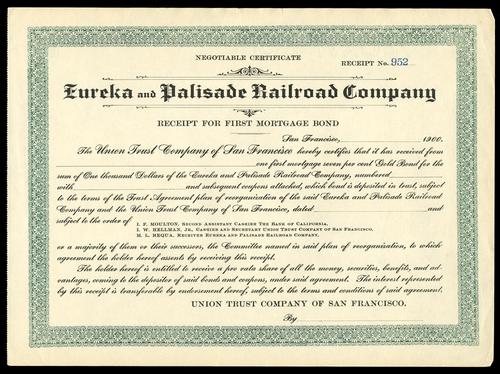 NEGOTIABLE CERTIFICATE
RECEIPT No. 952
Eureka and Palisade Railroad Company
RECEIPT FOR FIRST MORTGAGE BOND
San Francisco, 1900.
The Union Trust Company of San Francisco hereby certifies that it has received from
one first mortgage seven per cent Gold Bond for the
sum of One thousand Dollars of the Eureka and Palisade Railroad Company, numbered
with and subsequent coupons attached, which bond is deposited in trust, subject
to the terms of the Trust Agreement plan of reorganization of the said Eureka and Palisade Railroad
Company and the Union Trust Company of San Francisco, dated and
subject to the order of
I. F. MOULTON, SECOND ASSISTANT CASHIER THE BANK OF CALIFORNIA.
I. W. HELLMAN, JR., CASHIER AND SECRETARY UNION TRUST COMPANY OF SAN FRANCISCO.
M. L. REQUA, RECEIVER EUREKA AND PALISADE RAILROAD COMPANY.
or a majority of them or their successors, the Committee named in said plan of reorganization, to which
agreement the holder hereof assents by receiving this receipt.
The holder hereof is entitled to receive a pro rata share of all the money, securities, benefits, and ad-
vantages, coming to the depositor of said bonds and coupons, under said agreement. The interest represented
by this receipt is transferable by endorsement hereof, subject to the terms and conditions of said agreement.
UNION TRUST COMPANY OF SAN FRANCISCO.
By